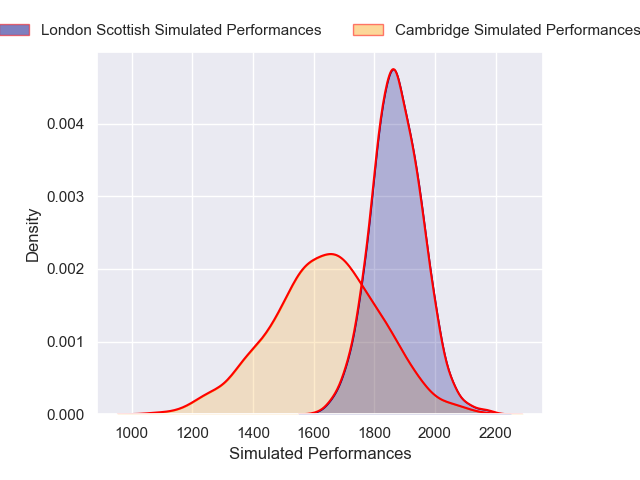 London Scottish Simulated Performances
Cambridge Simulated Performances
0.004
0.003
0.002
0.001
0.000
Density
1000 1200 1400 1600 1800 2000 2200
Simulated Performances